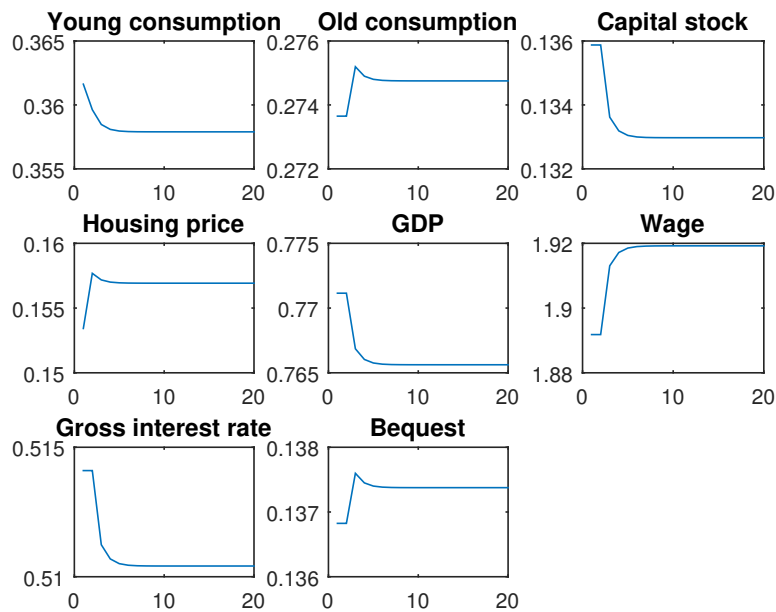 Young consumption Old consumption Capital stock
0.365 0.276 0.136
0.36 0.274 0.134
0.355 0.272 0.132
0 10 20 0 10 20 0 10 20
Housing price GDP Wage
0.16 0.775 1.92
0.155 0.77 1.9
0.15 0.765 1.88
0 10 20 0 10 20 0 10 20
Gross interest rate Bequest
0.515 0.138
0.137
0.51 0.136
0 10 20 0 10 20